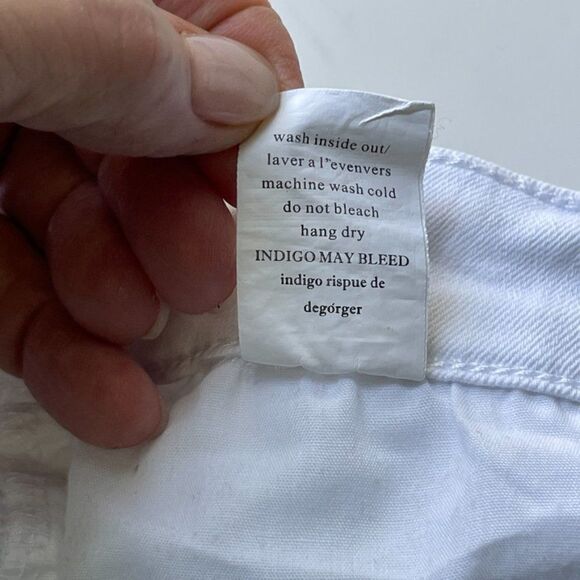 wash inside out/
laver a l"evenvers
machine wash cold
do not bleach
hang dry
INDIGO MAY BLEED
indigo rispue de
degórger